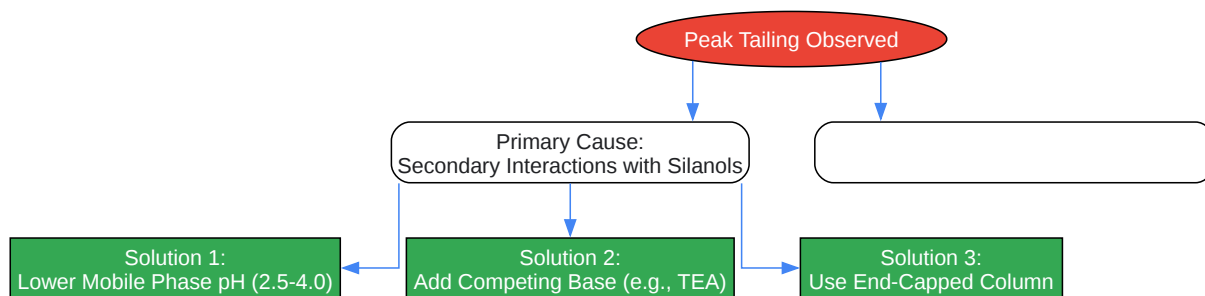 Peak Tailing Observed
Primary Cause:
Secondary Interactions with Silanols
Solution 1:
Lower Mobile Phase pH (2.5-4.0)
Solution 2:
Add Competing Base (e.g., TEA)
Solution 3:
Use End-Capped Column